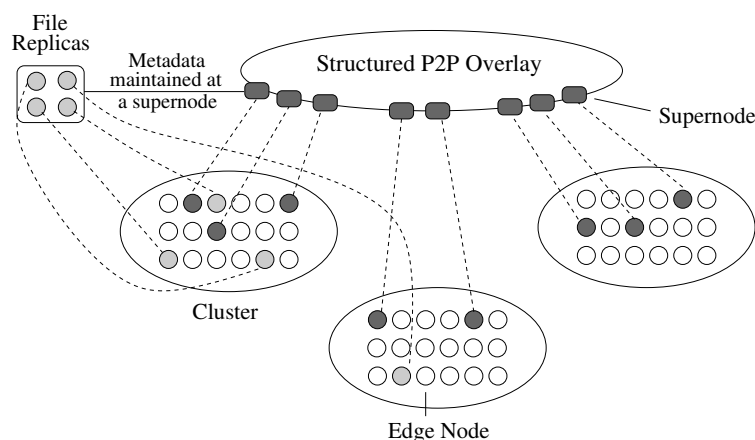 File
Replicas
Metadata
maintained at
a supernode
Structured P2P Overlay
Supernode
Cluster
Edge Node